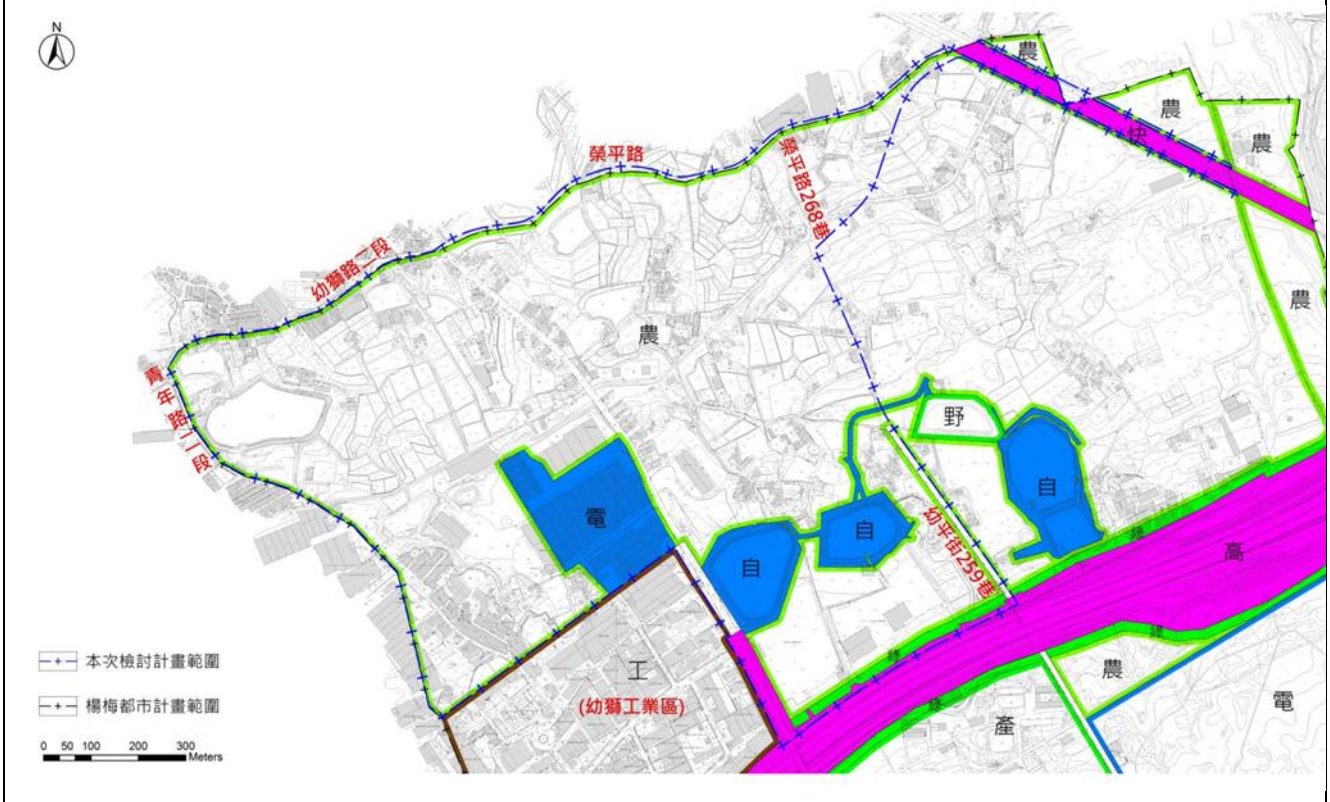 N
農
快
農
農
榮平路
榮平路268巷
幼獅路二段
農
農
青年路二段
野
電
自
自
自
幼平街259巷
綠
高
綠
綠
綠
工
(幼獅工業區)
農
產
電
本次檢討計畫範圍
楊梅都市計畫範圍
0 50 100 200 300
Meters